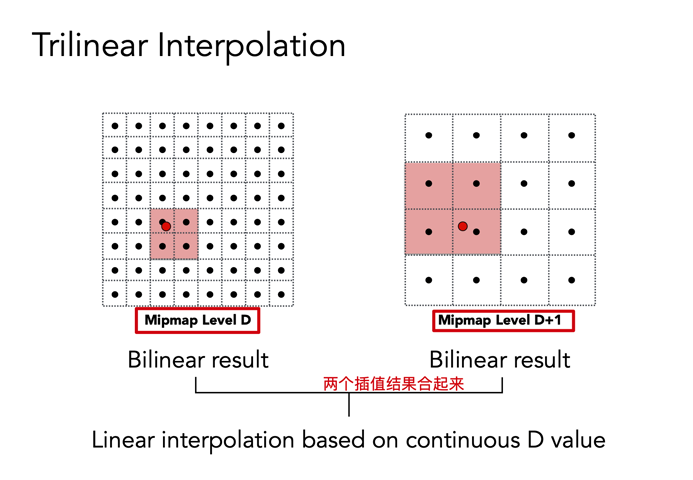 Trilinear Interpolation
Mipmap Level D
Mipmap Level D+1
Bilinear result
Bilinear result
两个插值结果合起来
Linear interpolation based on continuous D value